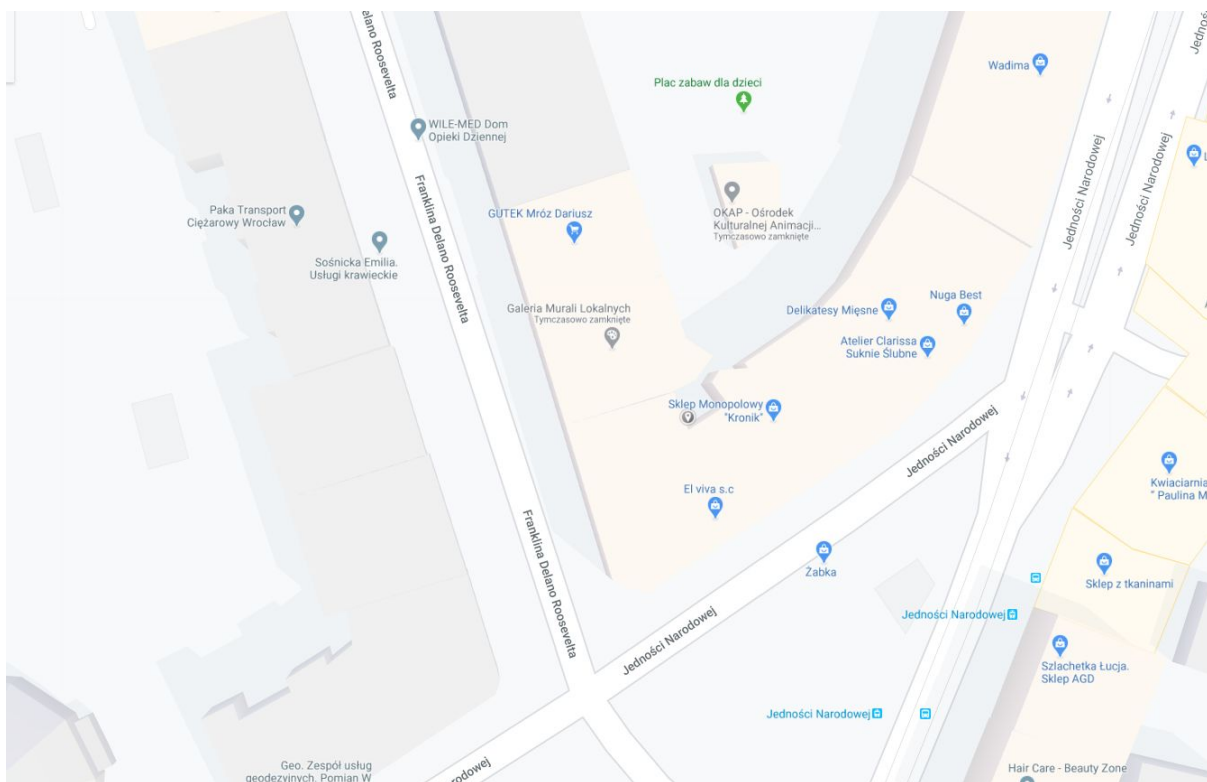 elano Roosevelta
Jedności
Wadima
Plac zabaw dla dzieci
WILE-MED Dom
Opieki Dziennej
Jedności Narodowej
Jedności Narodowej
L
Paka Transport
Ciężarowy Wrocław
GUTEK Mróz Dariusz
OKAP - Ośrodek
Kulturalnej Animacji...
Tymczasowo zamknięte
Franklina Delano Roosevelta
Sośnicka Emilia.
Usługi krawieckie
Galeria Murali Lokalnych
Tymczasowo zamknięte
Delikatesy Mięsne
Nuga Best
Atelier Clarissa
Suknie Ślubne
Sklep Monopolowy
"Kronik"
Jedności Narodowej
El viva s.c
Kwiaciarnia
" Paulina M
Franklina Delano Roosevelta
Żabka
Sklep z tkaninami
Jedności Narodowej
Jedności Narodowej
Szlachetka Łucja.
Sklep AGD
Jedności Narodowej
Geo. Zespół usług
geodezyjnych. Pomian W
rodowej
Hair Care - Beauty Zone